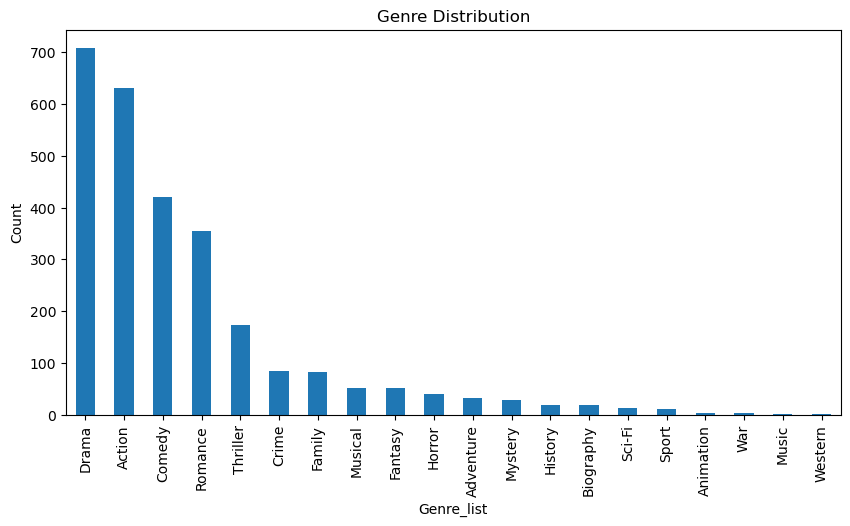 Genre Distribution
Count
700
600
500
400
300
200
100
0
Drama
Action
Comedy
Romance
Thriller
Crime
Family
Musical
Fantasy
Horror
Adventure
Mystery
History
Biography
Sci-Fi
Sport
Animation
War
Music
Western
Genre_list